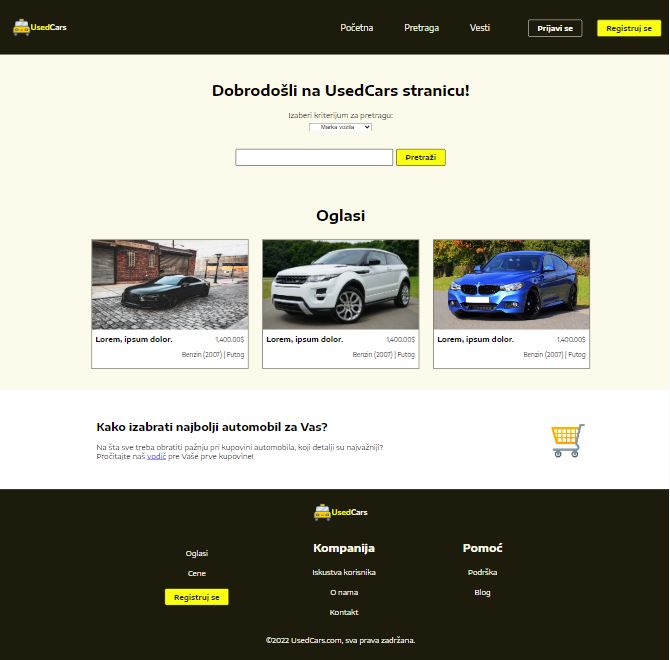 UsedCars
Početna Pretraga Vesti Prijavi se Registruj se
Dobrodošli na UsedCars stranicu!
Izaberi kriterijum za pretragu:
Marka vozila
Pretraži
Oglasi
Lorem, ipsum dolor. 1,400.00$
Benzin (2007) | Futog
Lorem, ipsum dolor. 1,400.00$
Benzin (2007) | Futog
Lorem, ipsum dolor. 1,400.00$
Benzin (2007) | Futog
Kako izabrati najbolji automobil za Vas?
Na šta sve treba obratiti pažnju pri kupovini automobila, koji detalji su najvažniji?
Pročitajte naš vodič pre Vaše prve kupovine!
UsedCars
Oglasi
Cene
Registruj se
Kompanija
Iskustva korisnika
O nama
Kontakt
Pomoć
Podrška
Blog
©2022 UsedCars.com, sva prava zadržana.